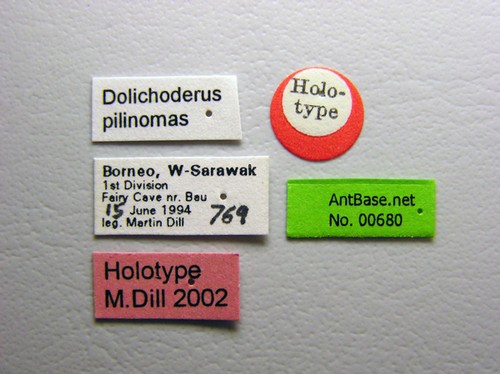 Dolichoderus
pilinomas
Holo-
type
Borneo, W-Sarawak
1st Division
Fairy Cave nr. Bau
15 June 1994 769
leg. Martin Dill
AntBase.net
No. 00680
Holotype
M.Dill 2002